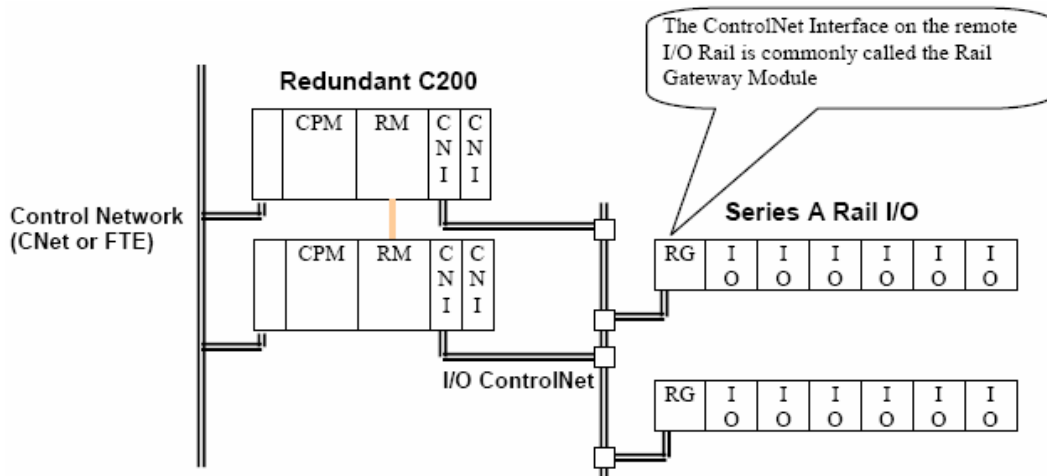 The ControlNet Interface on the remote
I/O Rail is commonly called the Rail
Gateway Module
Redundant C200
CPM
RM
C
N
I
C
N
I
Control Network
(CNet or FTE)
CPM
RM
C
N
I
C
N
I
I/O ControlNet
Series A Rail I/O
RG
I
O
I
O
I
O
I
O
I
O
I
O
RG
I
O
I
O
I
O
I
O
I
O
I
O